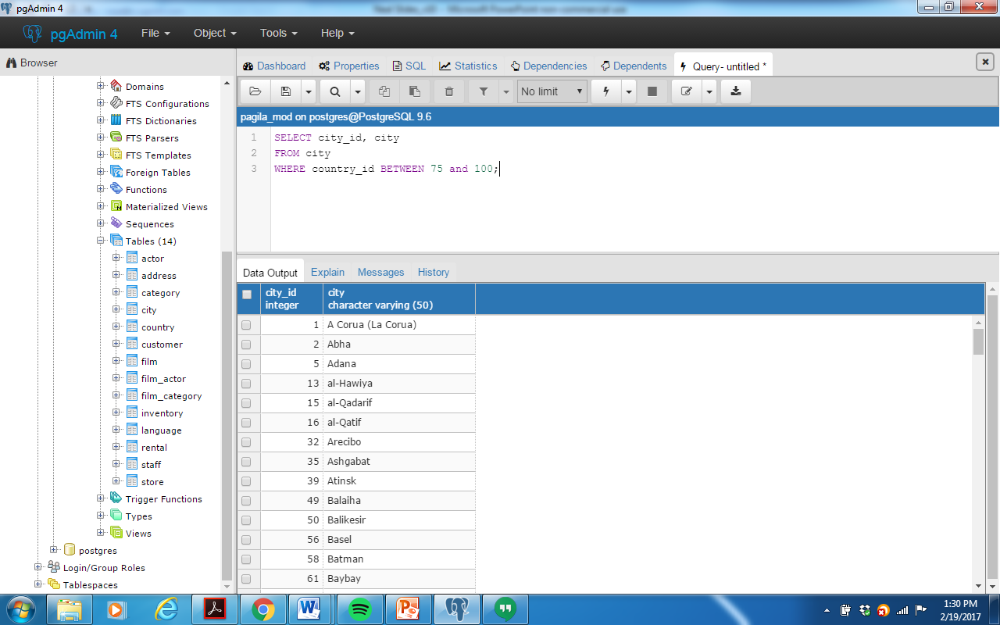 pgAdmin 4
Microsoft PowerPoint non-commercial use
pgAdmin 4 File Object Tools Help
Browser
Dashboard Properties SQL Statistics Dependencies Dependents Query- untitled *
No limit
pagila_mod on postgres@PostgreSQL 9.6
1 SELECT city_id, city
2 FROM city
3 WHERE country_id BETWEEN 75 and 100;
Domains
FTS Configurations
FTS Dictionaries
FTS Parsers
FTS Templates
Foreign Tables
Functions
Materialized Views
Sequences
Tables (14)
actor
address
category
city
country
customer
film
film_actor
film_category
inventory
language
rental
staff
store
Trigger Functions
Types
Views
postgres
Login/Group Roles
Tablespaces
Data Output Explain Messages History
city_id city
integer character varying (50)
1 A Corua (La Corua)
2 Abha
5 Adana
13 al-Hawiya
15 al-Qadarif
16 al-Qatif
32 Arecibo
35 Ashgabat
39 Atinsk
49 Balaiha
50 Balikesir
56 Basel
58 Batman
61 Baybay
1:30 PM
2/19/2017